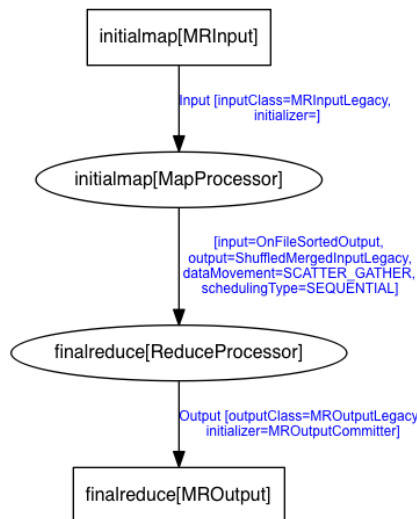 initialmap[MRInput]
Input [inputClass=MRInputLegacy,
initializer=]
initialmap[MapProcessor]
[input=OnFileSortedOutput,
output=ShuffledMergedInputLegacy,
dataMovement=SCATTER_GATHER,
schedulingType=SEQUENTIAL]
finalreduce[ReduceProcessor]
Output [outputClass=MROutputLegacy
initializer=MROutputCommitter]
finalreduce[MROutput]